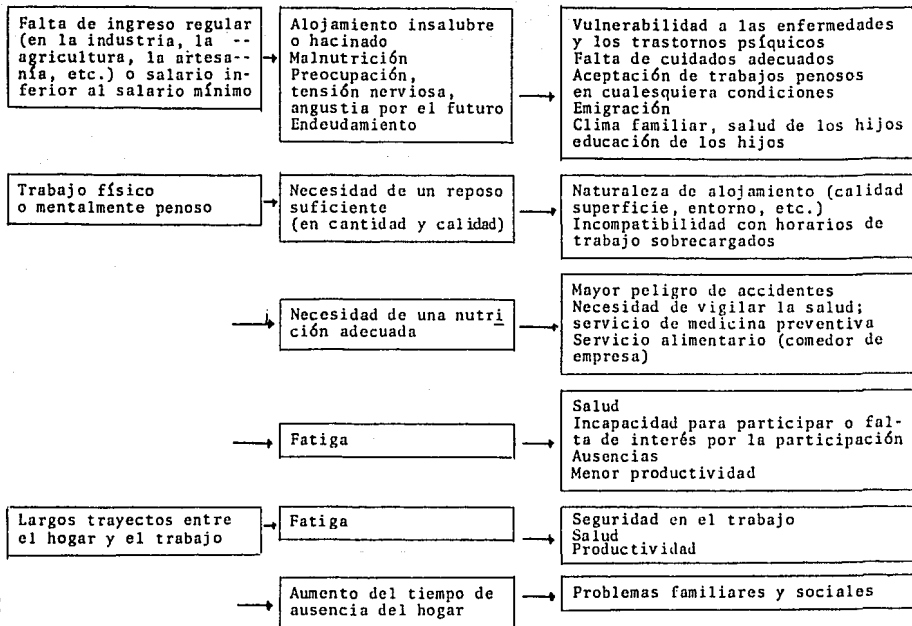 Falta de ingreso regular
(en la industria, la --
agricultura, la artesa--
nía, etc.) o salario in-
ferior al salario mínimo
Alojamiento insalubre
o hacinado
Malnutrición
Preocupación,
tensión nerviosa,
angustia por el futuro
Endeudamiento
Vulnerabilidad a las enfermedades
y los trastornos psíquicos
Falta de cuidados adecuados
Aceptación de trabajos penosos
en cualesquiera condiciones
Emigración
Clima familiar, salud de los hijos
educación de los hijos
Trabajo físico
o mentalmente penoso
Necesidad de un reposo
suficiente
(en cantidad y calidad)
Naturaleza de alojamiento (calidad
superficie, entorno, etc.)
Incompatibilidad con horarios de
trabajo sobrecargados
Necesidad de una nutri
ción adecuada
Mayor peligro de accidentes
Necesidad de vigilar la salud;
servicio de medicina preventiva
Servicio alimentario (comedor de
empresa)
Fatiga
Salud
Incapacidad para participar o fal-
ta de interés por la participación
Ausencias
Menor productividad
Largos trayectos entre
el hogar y el trabajo
Fatiga
Seguridad en el trabajo
Salud
Productividad
Aumento del tiempo de
ausencia del hogar
Problemas familiares y sociales